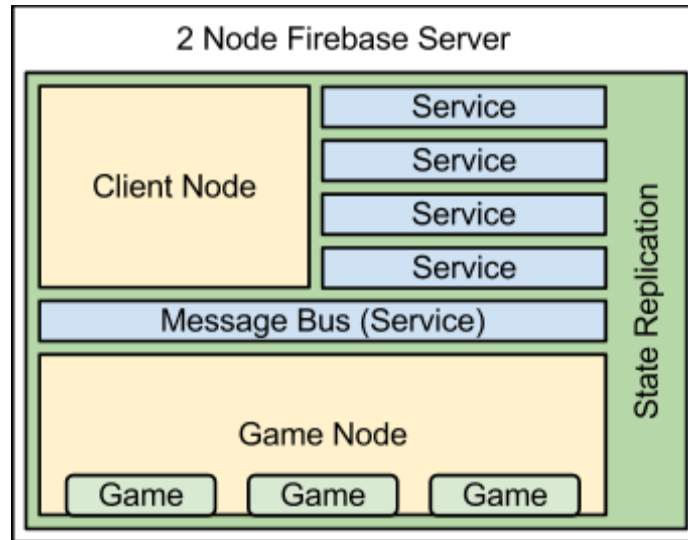 2 Node Firebase Server
Client Node
Service
Service
Service
Service
Message Bus (Service)
Game Node
Game
Game
Game
State Replication